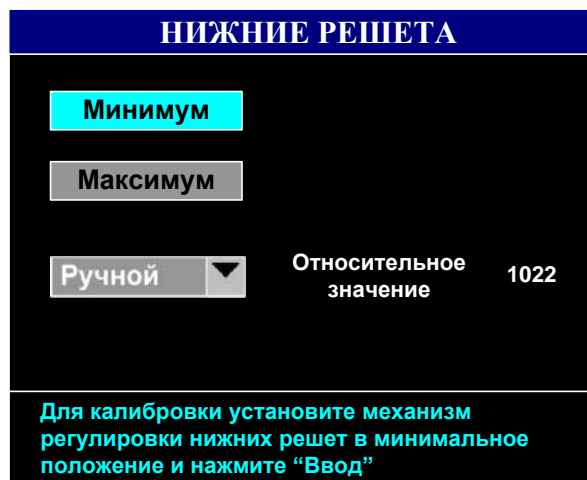 НИЖНИЕ РЕШЕТА
Минимум
Максимум
Ручной
Относительное
значение
1022
Для калибровки установите механизм
регулировки нижних решет в минимальное
положение и нажмите “Ввод”